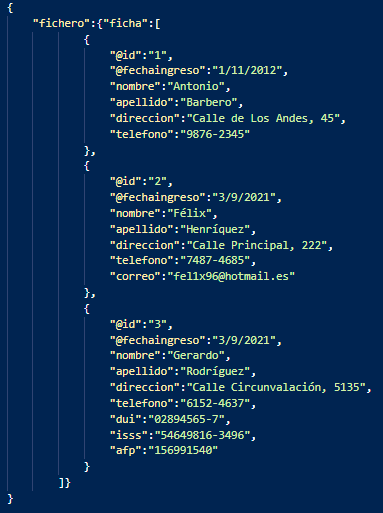 {
"fichero":{"ficha":[
{
"@id":"1",
"@fechaingreso":"1/11/2012",
"nombre":"Antonio",
"apellido":"Barbero",
"direccion":"Calle de Los Andes, 45",
"telefono":"9876-2345"
},
{
"@id":"2",
"@fechaingreso":"3/9/2021",
"nombre":"Félix",
"apellido":"Henríquez",
"direccion":"Calle Principal, 222",
"telefono":"7487-4685",
"correo":"fel1x96@hotmail.es"
},
{
"@id":"3",
"@fechaingreso":"3/9/2021",
"nombre":"Gerardo",
"apellido":"Rodríguez",
"direccion":"Calle Circunvalación, 5135",
"telefono":"6152-4637",
"dui":"02894565-7",
"isss":"54649816-3496",
"afp":"156991540"
}
]}
}